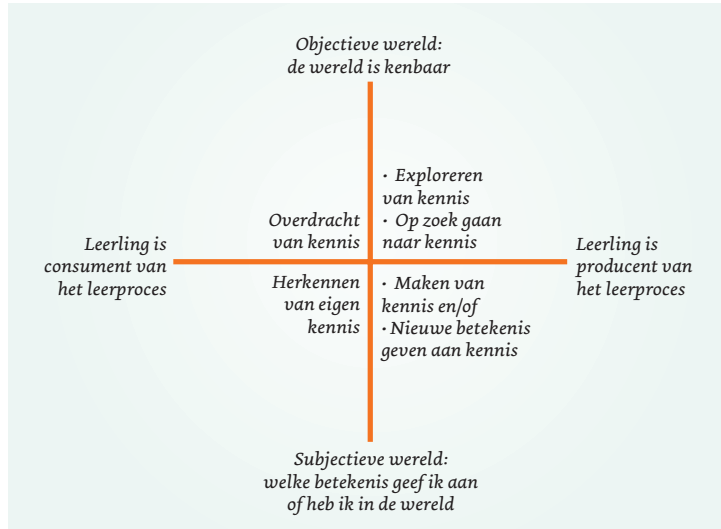 Objectieve wereld:
de wereld is kenbaar
Overdracht
van kennis
· Exploreren
van kennis
· Op zoek gaan
naar kennis
Leerling is
consument van
het leerproces
Leerling is
producent van
het leerproces
Herkennen
van eigen
kennis
· Maken van
kennis en/of
· Nieuwe betekenis
geven aan kennis
Subjectieve wereld:
welke betekenis geef ik aan
of heb ik in de wereld